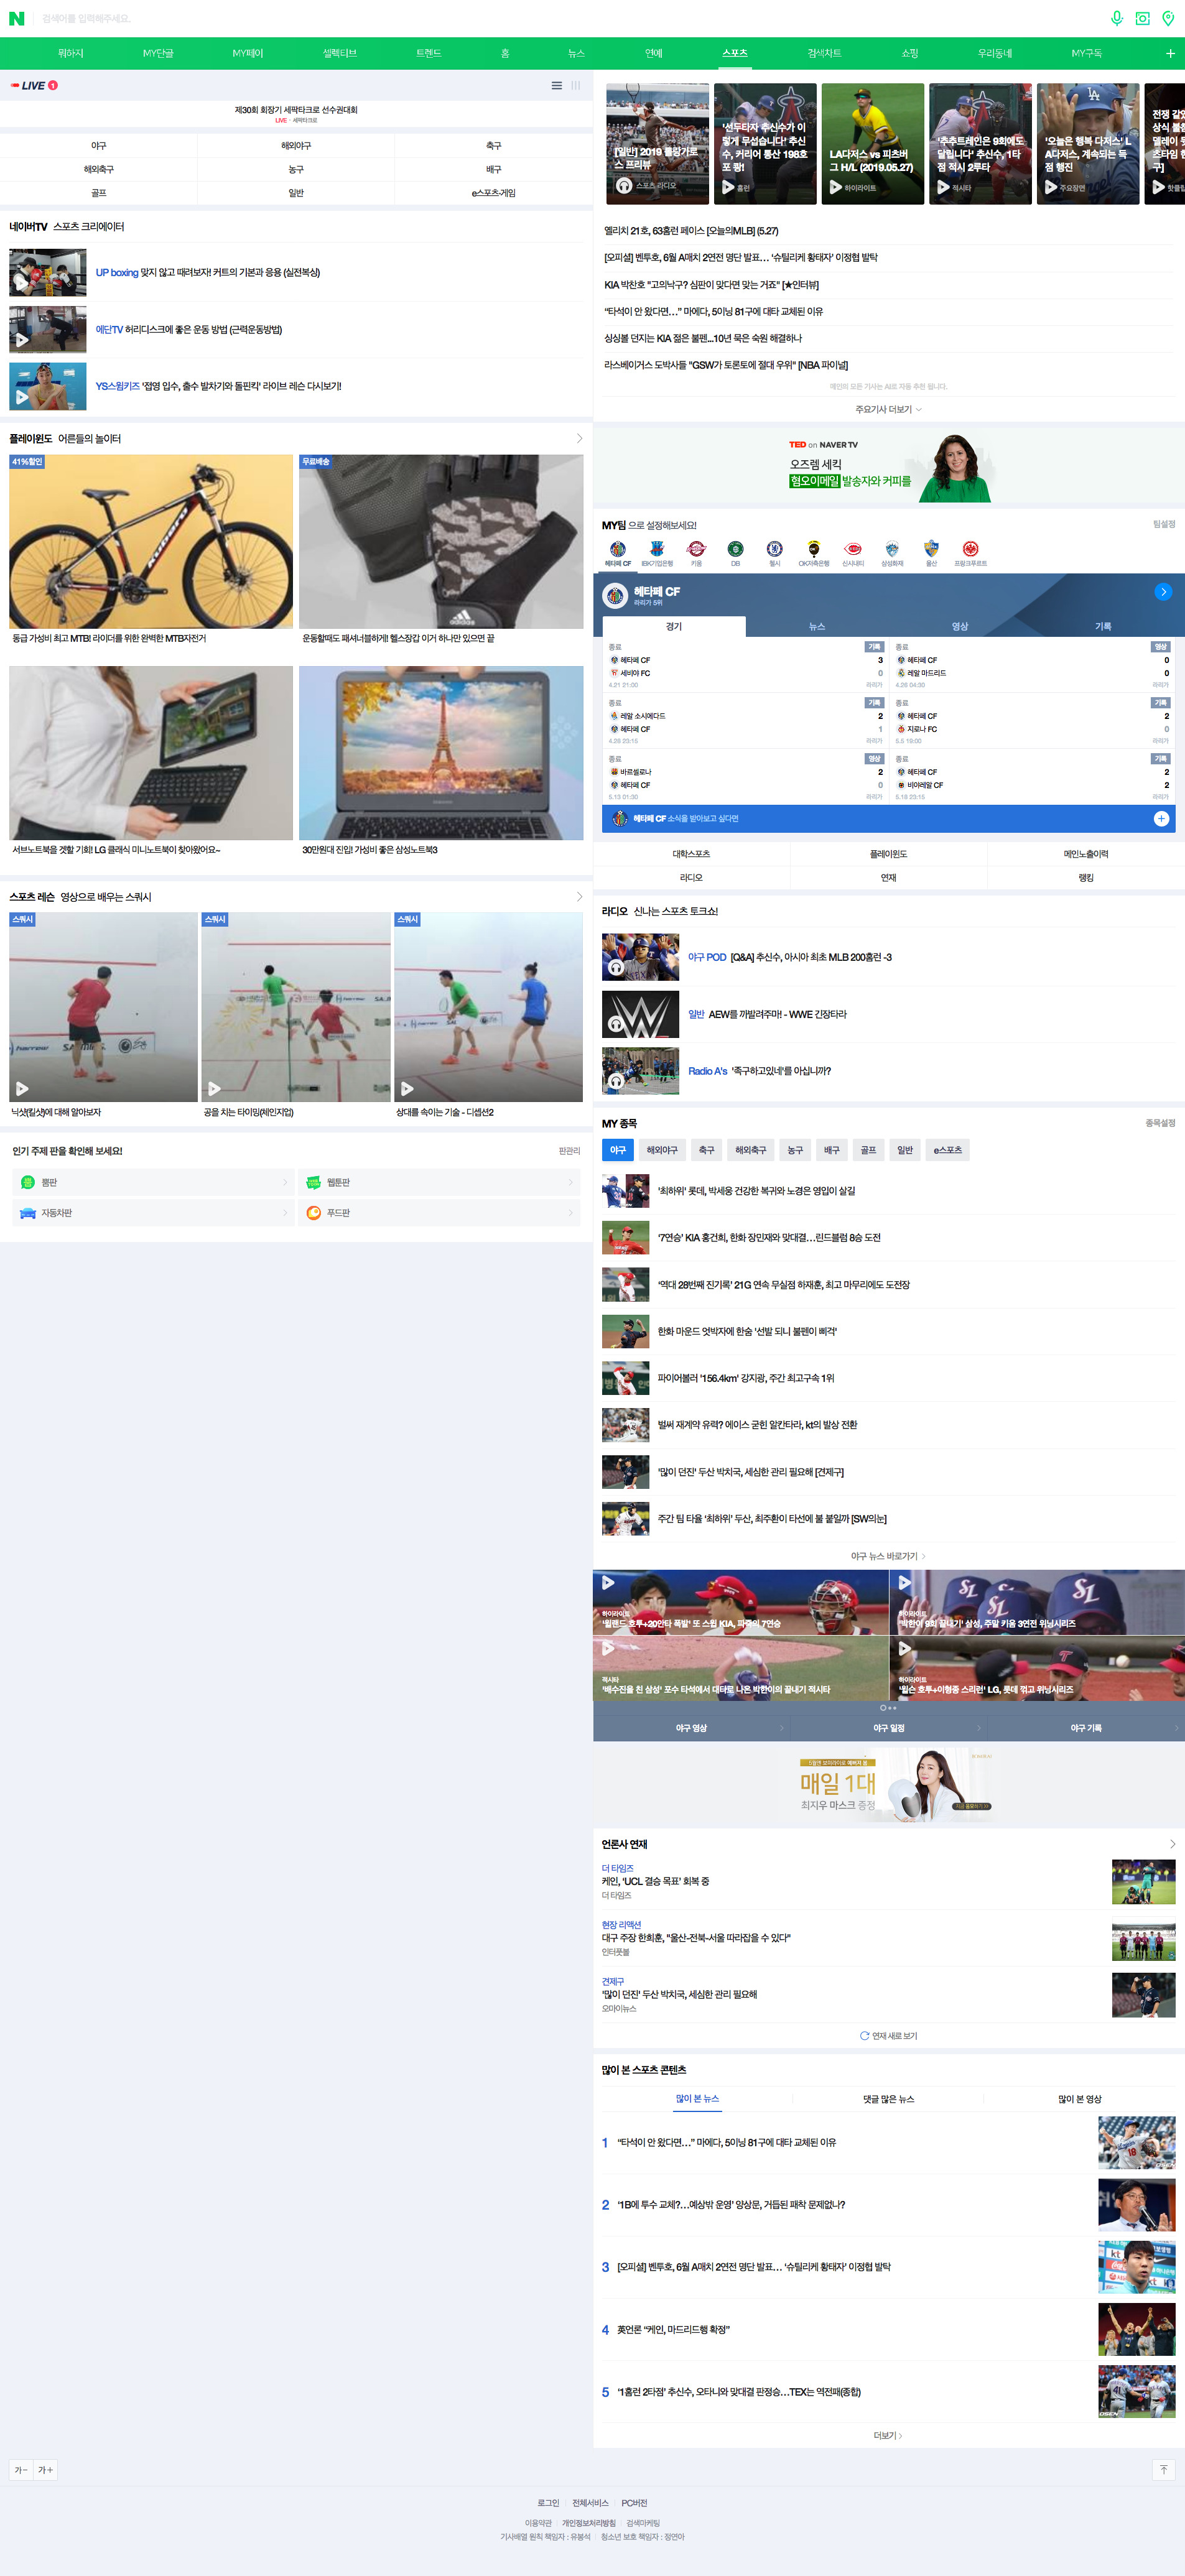 N 검색어를 입력해주세요.
뭐하지 MY단골 MY페이 셀렉티브 트렌드 홈 뉴스 연예 스포츠 검색차트 쇼핑 우리동네 MY구독
LIVE 1
제30회 회장기 세팍타크로 선수권대회
LIVE · 세팍타크로
야구 해외야구 축구
해외축구 농구 배구
골프 일반 e스포츠·게임
네이버TV 스포츠 크리에이터
UP boxing 맞지 않고 때려보자! 커트의 기본과 응용 (실전복싱)
에단TV 허리디스크에 좋은 운동 방법 (근력운동방법)
YS스윔키즈 '접영 입수, 출수 발차기와 돌핀킥' 라이브 레슨 다시보기!
플레이윈도 어른들의 놀이터
41%할인
동급 가성비 최고 MTB! 라이더를 위한 완벽한 MTB자전거
무료배송
운동할때도 패셔너블하게! 헬스장갑 이거 하나만 있으면 끝
서브노트북을 겟할 기회! LG 클래식 미니노트북이 찾아왔어요~
30만원대 진입! 가성비 좋은 삼성노트북3
스포츠 레슨 영상으로 배우는 스쿼시
스쿼시 스쿼시 스쿼시
닉샷(킬샷)에 대해 알아보자
공을 치는 타이밍(체인지업)
상대를 속이는 기술 - 디셉션2
인기 주제 판을 확인해 보세요! 판관리
뿜판 웹툰판
자동차판 푸드판
[일반] 2019 롤랑가로스 프리뷰
스포츠 라디오
'선두타자 추신수가 이렇게 무섭습니다' 추신수, 커리어 통산 198호포 쾅!
홈런
LA다저스 vs 피츠버그 H/L (2019.05.27)
하이라이트
'추추트레인은 9회에도 달립니다' 추신수, 1타점 적시 2루타
적시타
'오늘은 행복 다저스' LA다저스, 계속되는 득점 행진
주요장면
핫클립
옐리치 21호, 63홈런 페이스 [오늘의MLB] (5.27)
[오피셜] 벤투호, 6월 A매치 2연전 명단 발표… '슈틸리케 황태자' 이정협 발탁
KIA 박찬호 "고의낙구? 심판이 맞다면 맞는 거죠" [★인터뷰]
“타석이 안 왔다면…” 마에다, 5이닝 81구에 대타 교체된 이유
싱싱볼 던지는 KIA 젊은 불펜...10년 묵은 숙원 해결하나
라스베이거스 도박사들 "GSW가 토론토에 절대 우위" [NBA 파이널]
개인의 모든 기사는 AI로 자동 추천 됩니다.
주요기사 더보기
TED on NAVER TV
오즈렘 세킥
혐오이메일 발송자와 커피를
MY팀 으로 설정해보세요! 팀설정
헤타페 CF IBK기업은행 키움 DB 첼시 OK저축은행 신시내티 삼성화재 울산 프랑크푸르트
헤타페 CF
라리가 5위
경기 뉴스 영상 기록
종료 기록
헤타페 CF 3
세비야 FC 0
4.21 21:00 라리가
종료 영상
헤타페 CF 0
레알 마드리드 0
4.26 04:30 라리가
종료 기록
레알 소시에다드 2
헤타페 CF 1
4.28 23:15 라리가
종료 기록
헤타페 CF 2
지로나 FC 0
5.5 19:00 라리가
종료 영상
바르셀로나 2
헤타페 CF 0
5.13 01:30 라리가
종료 기록
헤타페 CF 2
비야레알 CF 2
5.18 23:15 라리가
헤타페 CF 소식을 받아보고 싶다면
대학스포츠 플레이윈도 메인노출이력
라디오 연재 랭킹
라디오 신나는 스포츠 토크쇼!
야구 POD [Q&A] 추신수, 아시아 최초 MLB 200홈런 -3
일반 AEW를 까발려주마! - WWE 긴장타라
Radio A's '족구하고있네'를 아십니까?
MY 종목 종목설정
야구 해외야구 축구 해외축구 농구 배구 골프 일반 e스포츠
'최하위' 롯데, 박세웅 건강한 복귀와 노경은 영입이 살길
'7연승' KIA 홍건희, 한화 장민재와 맞대결…린드블럼 8승 도전
'역대 28번째 진기록' 21G 연속 무실점 하재훈, 최고 마무리에도 도전장
한화 마운드 엇박자에 한숨 '선발 되니 불펜이 삐걱'
파이어볼러 '156.4km' 강지광, 주간 최고구속 1위
벌써 재계약 유력? 에이스 굳힌 알칸타라, kt의 발상 전환
'많이 던진' 두산 박치국, 세심한 관리 필요해 [견제구]
주간 팀 타율 '최하위' 두산, 최주환이 타선에 불 붙일까 [SW의눈]
야구 뉴스 바로가기
하이라이트
'윌랜드 호투+20안타 폭발' 또 스윕 KIA, 파죽의 7연승
하이라이트
'박한이 9회 끝내기' 삼성, 주말 키움 3연전 위닝시리즈
적시타
'배수진을 친 삼성' 포수 타석에서 대타로 나온 박한이의 끝내기 적시타
하이라이트
'윌슨 호투+이형종 스리런' LG, 롯데 꺾고 위닝시리즈
야구 영상 야구 일정 야구 기록
매일 1대
최지우 마스크 증정
언론사 연재
더 타임즈
케인, ‘UCL 결승 목표’ 회복 중
더 타임즈
현장 리액션
대구 주장 한희훈, "울산-전북-서울 따라잡을 수 있다"
인터풋볼
견제구
'많이 던진' 두산 박치국, 세심한 관리 필요해
오마이뉴스
연재 새로 보기
많이 본 스포츠 콘텐츠
많이 본 뉴스 댓글 많은 뉴스 많이 본 영상
1 “타석이 안 왔다면…” 마에다, 5이닝 81구에 대타 교체된 이유
2 ‘1B에 투수 교체?…예상밖 운영’ 양상문, 거듭된 패착 문제없나?
3 [오피셜] 벤투호, 6월 A매치 2연전 명단 발표… '슈틸리케 황태자' 이정협 발탁
4 英언론 “케인, 마드리드행 확정”
5 '1홈런 2타점' 추신수, 오타니와 맞대결 판정승…TEX는 역전패(종합)
더보기
가- 가+
로그인 전체서비스 PC버전
이용약관 개인정보처리방침 검색마케팅
기사배열 원칙 책임자 : 유봉석 청소년 보호 책임자 : 정연아